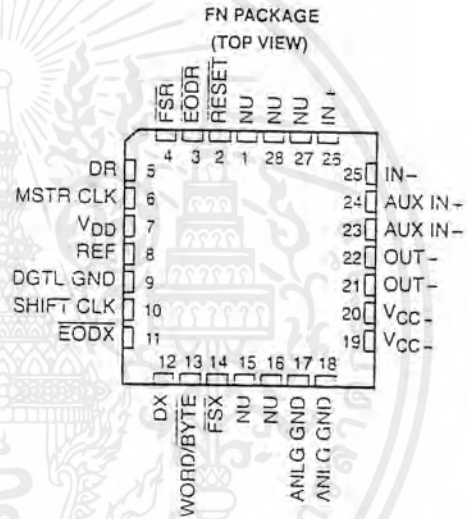 FN PACKAGE
(TOP VIEW)
FSR
EODR
RESET
NU
NU
NU
IN+
4 3 2 1 28 27 26
DR 5
MSTR CLK 6
VDD 7
REF 8
DGTL GND 9
SHIFT CLK 10
EODX 11
25 IN–
24 AUX IN+
23 AUX IN–
22 OUT–
21 OUT–
20 VCC–
19 VCC–
12 13 14 15 16 17 18
DX
WORD/BYTE
FSX
NU
NU
ANLG GND
ANLG GND